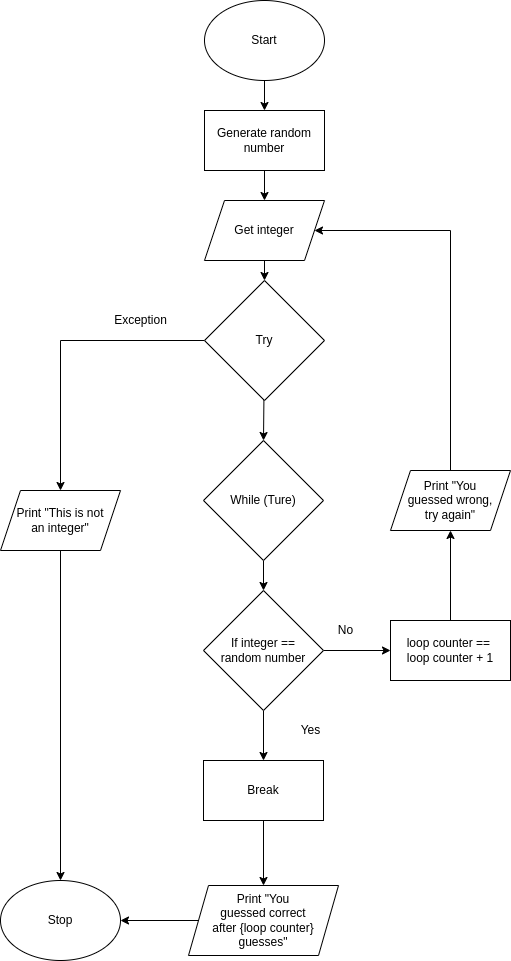 Start
Generate random
number
Get integer
Exception
Try
Print "You
guessed wrong,
try again"
While (Ture)
Print "This is not
an integer"
If integer ==
random number
No
loop counter ==
loop counter + 1
Yes
Break
Print "You
guessed correct
after {loop counter}
guesses"
Stop